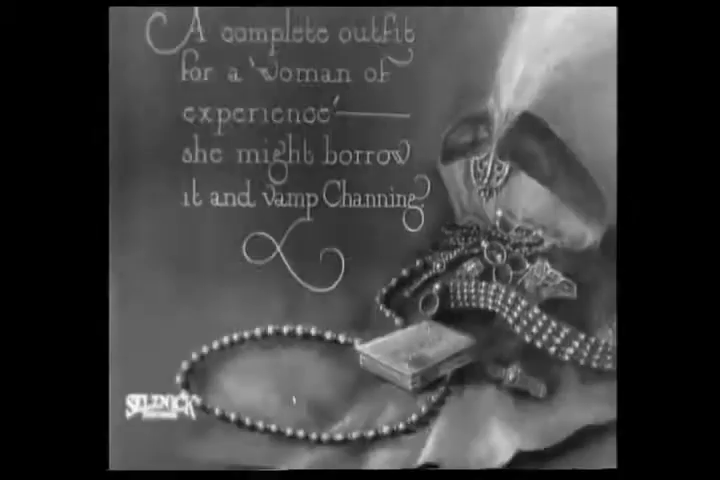 A complete outfit
for a 'woman of
experience'——
she might borrow
it and vamp Channing.
SELZNICK